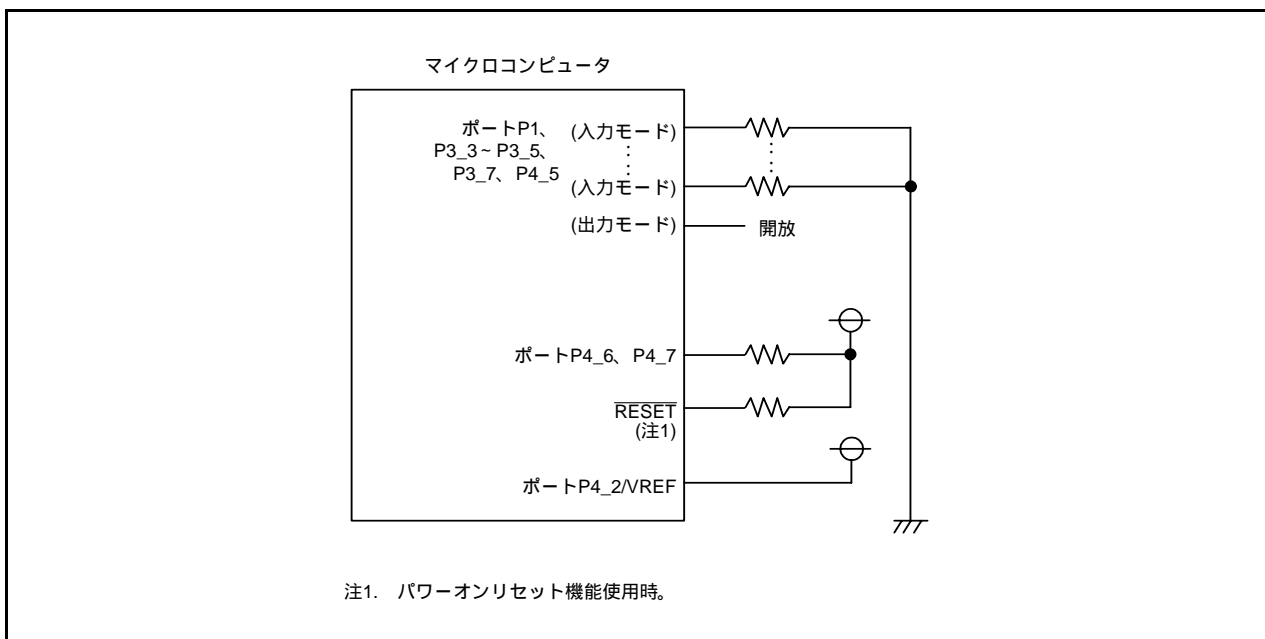 マイクロコンピュータ
ポートP1、
P3_3~P3_5、
P3_7、P4_5
(入力モード)
(入力モード)
(出力モード)
開放
ポートP4_6、P4_7
RESET
(注1)
ポートP4_2/VREF
注1. パワーオンリセット機能使用時。